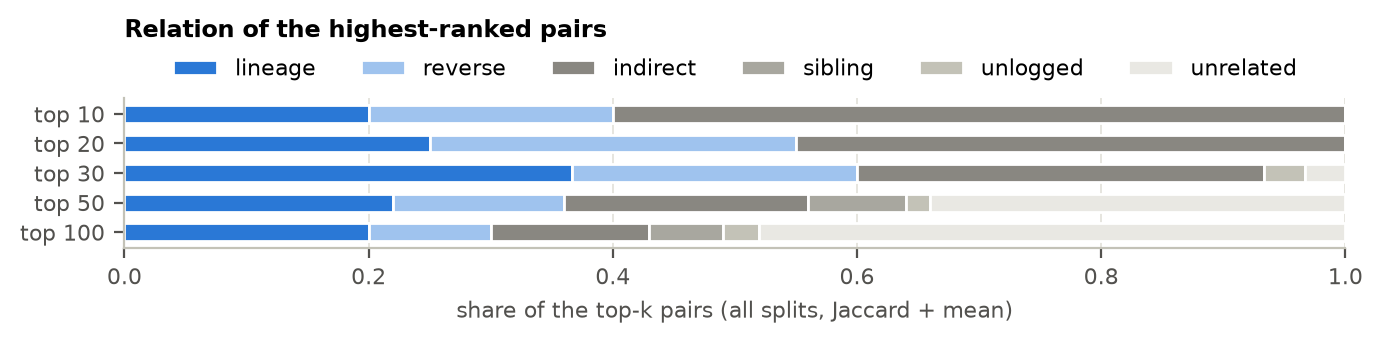 Relation of the highest-ranked pairs
lineage reverse indirect sibling unlogged unrelated
top 10
top 20
top 30
top 50
top 100
0.0 0.2 0.4 0.6 0.8 1.0
share of the top-k pairs (all splits, Jaccard + mean)